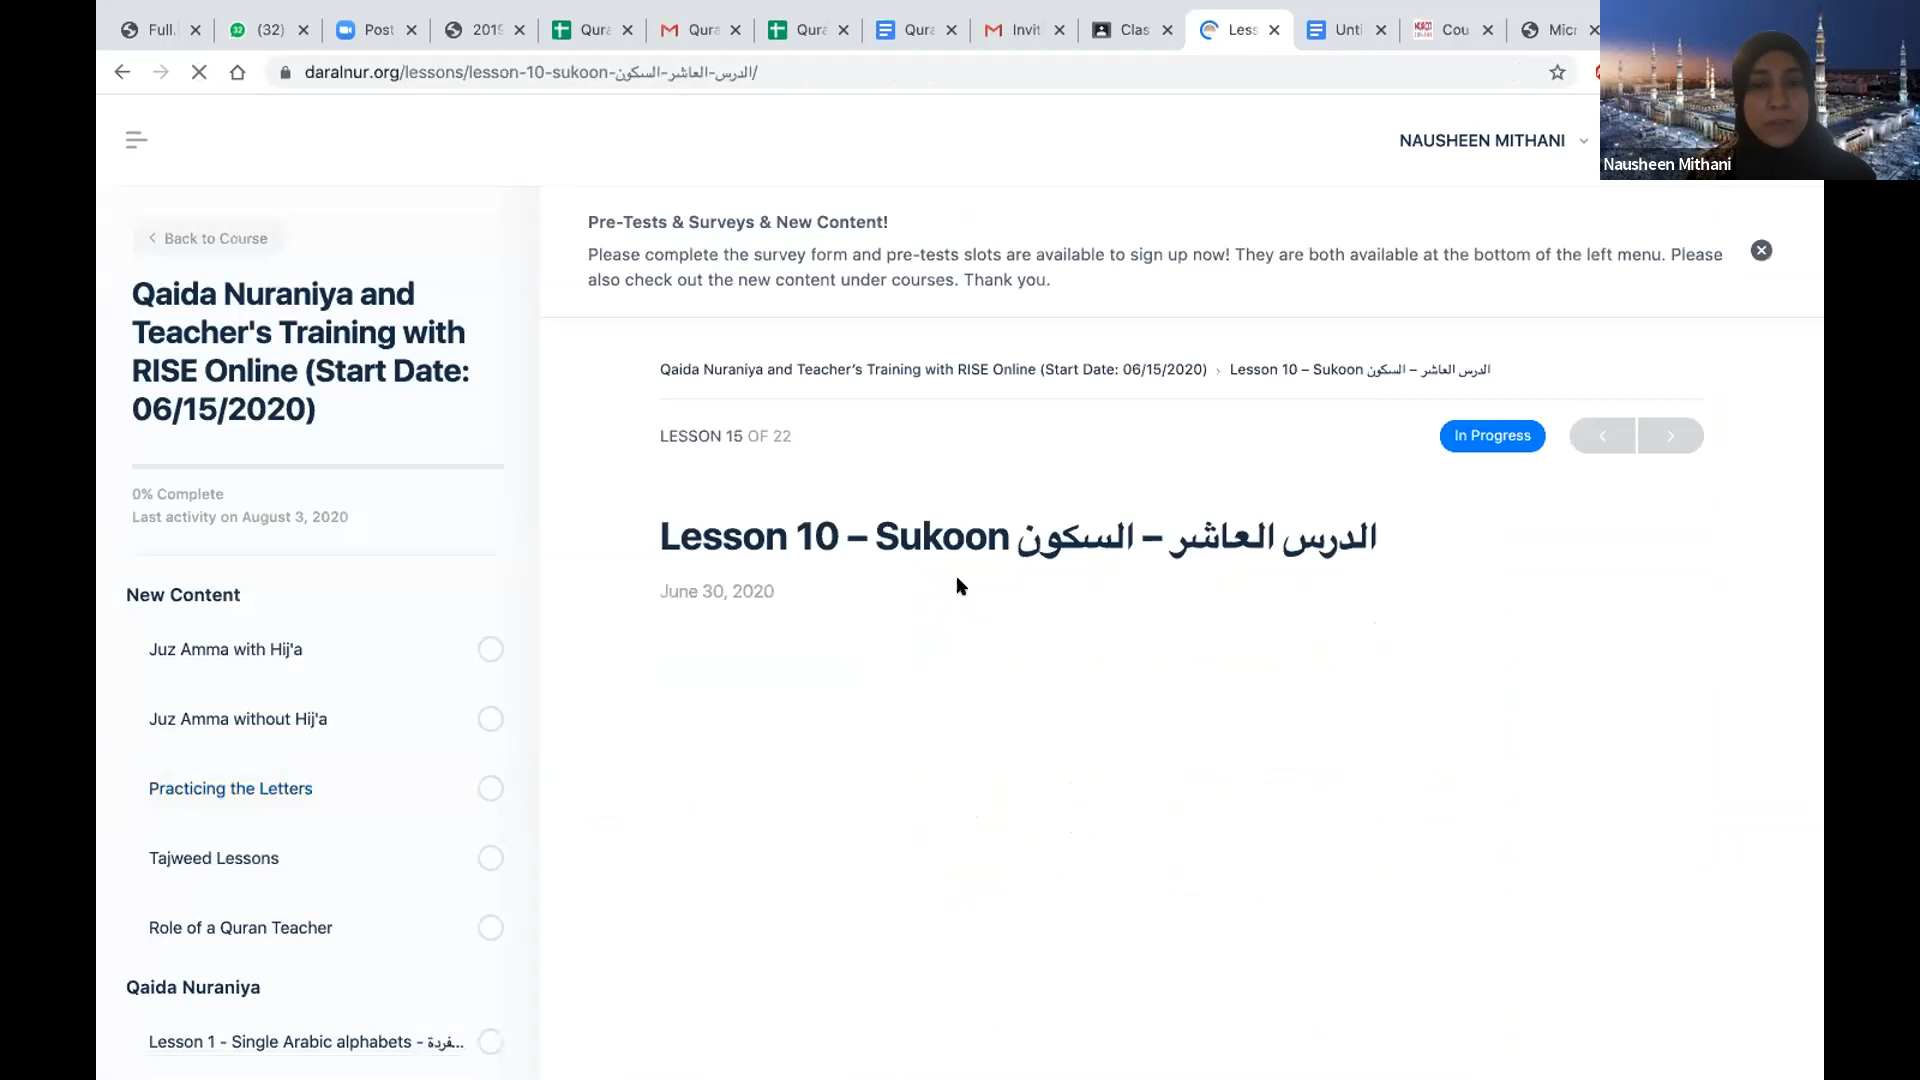 Full. (32) Post 2019 Qura Qura Qura Qura Invit Clas Less Unti Cou Micr
daralnur.org/lessons/lesson-10-sukoon-الدرس-العاشر-السكون/
NAUSHEEN MITHANI
Nausheen Mithani
Back to Course
Qaida Nuraniya and
Teacher's Training with
RISE Online (Start Date:
06/15/2020)
0% Complete
Last activity on August 3, 2020
New Content
Juz Amma with Hij'a
Juz Amma without Hij'a
Practicing the Letters
Tajweed Lessons
Role of a Quran Teacher
Qaida Nuraniya
Lesson 1 - Single Arabic alphabets - فردة...
Pre-Tests & Surveys & New Content!
Please complete the survey form and pre-tests slots are available to sign up now! They are both available at the bottom of the left menu. Please
also check out the new content under courses. Thank you.
Qaida Nuraniya and Teacher's Training with RISE Online (Start Date: 06/15/2020) › Lesson 10 – Sukoon الدرس العاشر – السكون
LESSON 15 OF 22
In Progress
Lesson 10 – Sukoon الدرس العاشر – السكون
June 30, 2020